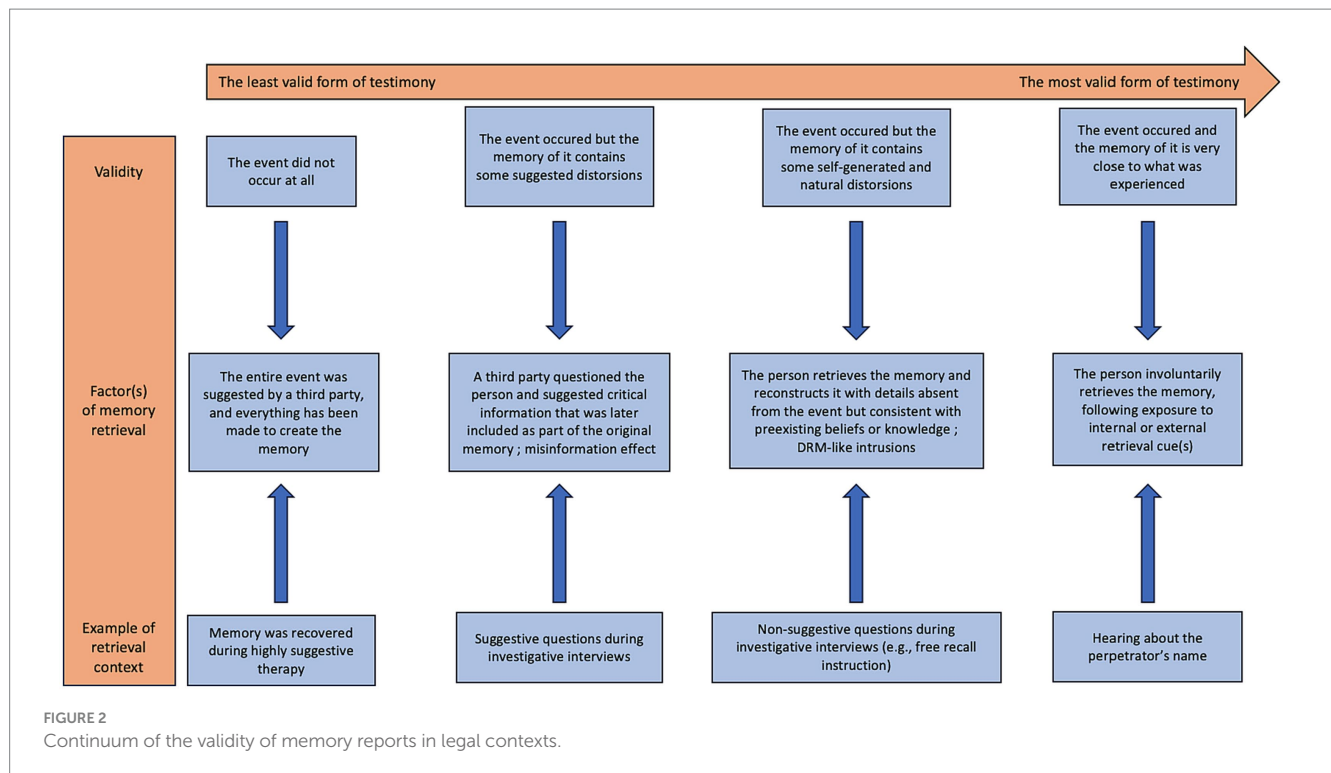 The least valid form of testimony
The most valid form of testimony
Validity
The event did not
occur at all
The event occured but the
memory of it contains
some suggested distorsions
The event occured but the
memory of it contains
some self-generated and
natural distorsions
The event occured and
the memory of it is very
close to what was
experienced
Factor(s)
of memory
retrieval
The entire event was
suggested by a third party,
and everything has been
made to create the
memory
A third party questioned the
person and suggested critical
information that was later
included as part of the original
memory ; misinformation effect
The person retrieves the memory and
reconstructs it with details absent
from the event but consistent with
preexisting beliefs or knowledge ;
DRM-like intrusions
The person involuntarily
retrieves the memory,
following exposure to
internal or external
retrieval cue(s)
Example of
retrieval
context
Memory was recovered
during highly suggestive
therapy
Suggestive questions during
investigative interviews
Non-suggestive questions during
investigative interviews (e.g., free recall
instruction)
Hearing about the
perpetrator's name
FIGURE 2
Continuum of the validity of memory reports in legal contexts.